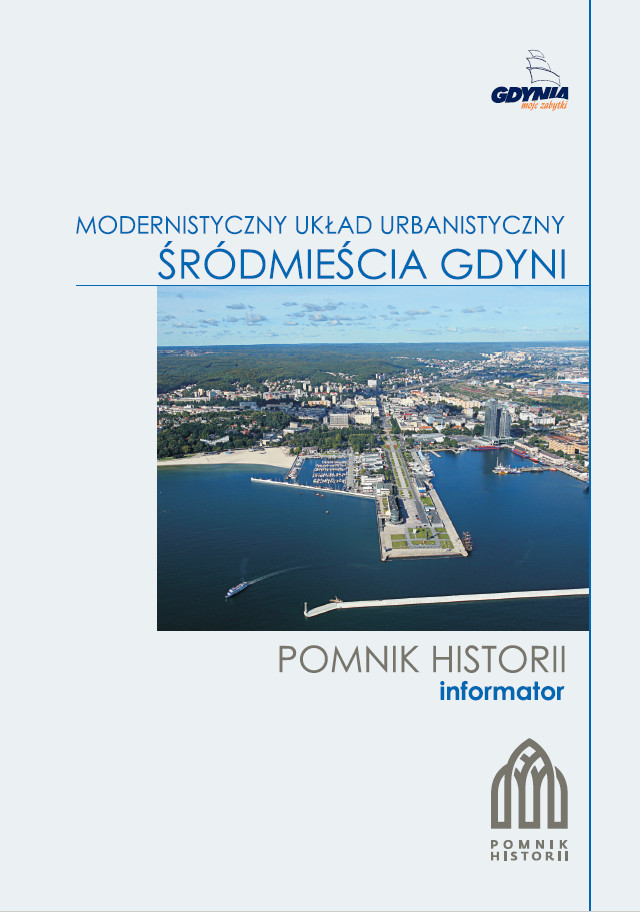 GDYNIA
moje zabytki
MODERNISTYCZNY UKŁAD URBANISTYCZNY
ŚRÓDMIEŚCIA GDYNI
POMNIK HISTORII
informator
POMNIK
HISTORII